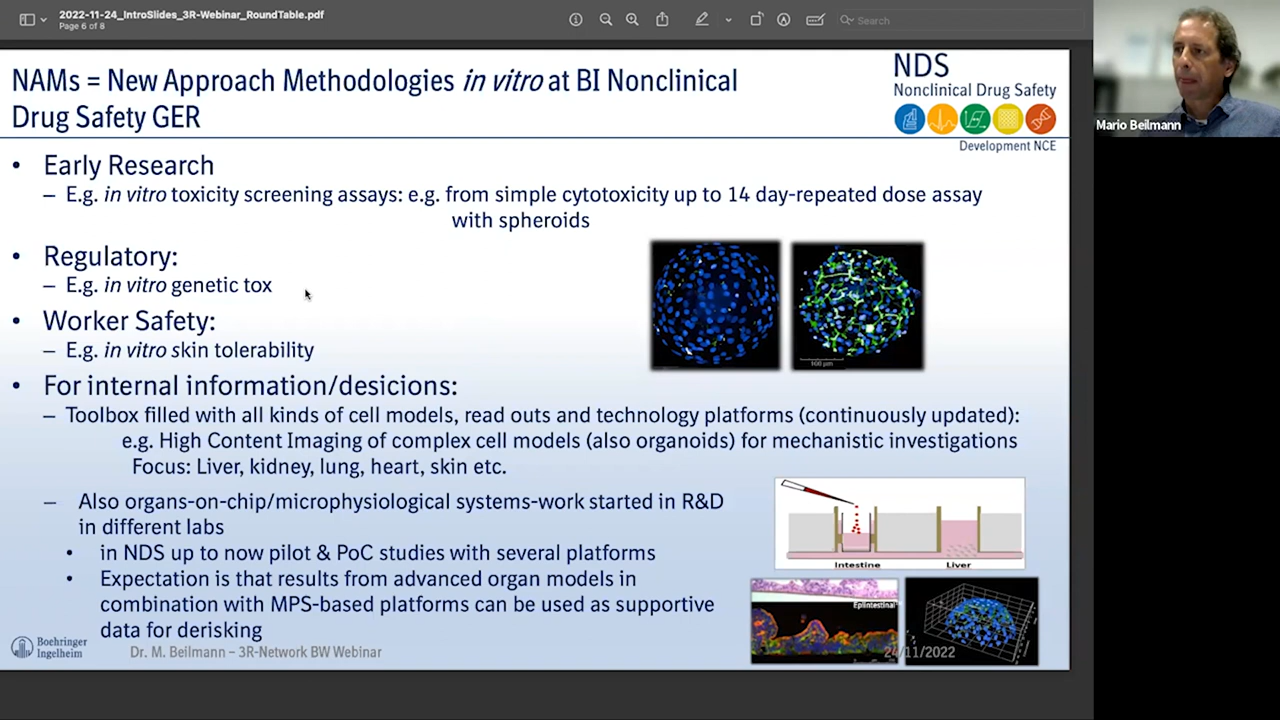 2022-11-24_IntroSlides_3R-Webinar_RoundTable.pdf
Page 6 of 8
Search
NAMs = New Approach Methodologies in vitro at BI Nonclinical
Drug Safety GER
NDS
Nonclinical Drug Safety
Development NCE
Mario Beilmann
• Early Research
– E.g. in vitro toxicity screening assays: e.g. from simple cytotoxicity up to 14 day-repeated dose assay
with spheroids
• Regulatory:
– E.g. in vitro genetic tox
• Worker Safety:
– E.g. in vitro skin tolerability
100 µm
• For internal information/desicions:
– Toolbox filled with all kinds of cell models, read outs and technology platforms (continuously updated):
e.g. High Content Imaging of complex cell models (also organoids) for mechanistic investigations
Focus: Liver, kidney, lung, heart, skin etc.
– Also organs-on-chip/microphysiological systems-work started in R&D
in different labs
• in NDS up to now pilot & PoC studies with several platforms
• Expectation is that results from advanced organ models in
combination with MPS-based platforms can be used as supportive
data for derisking
Intestine
Liver
EpIintestinal
Boehringer
Ingelheim
Dr. M. Beilmann – 3R-Network BW Webinar
24/11/2022